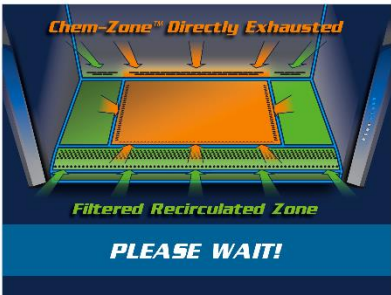 Chem-Zone™ Directly Exhausted
Filtered Recirculated Zone
PLEASE WAIT!